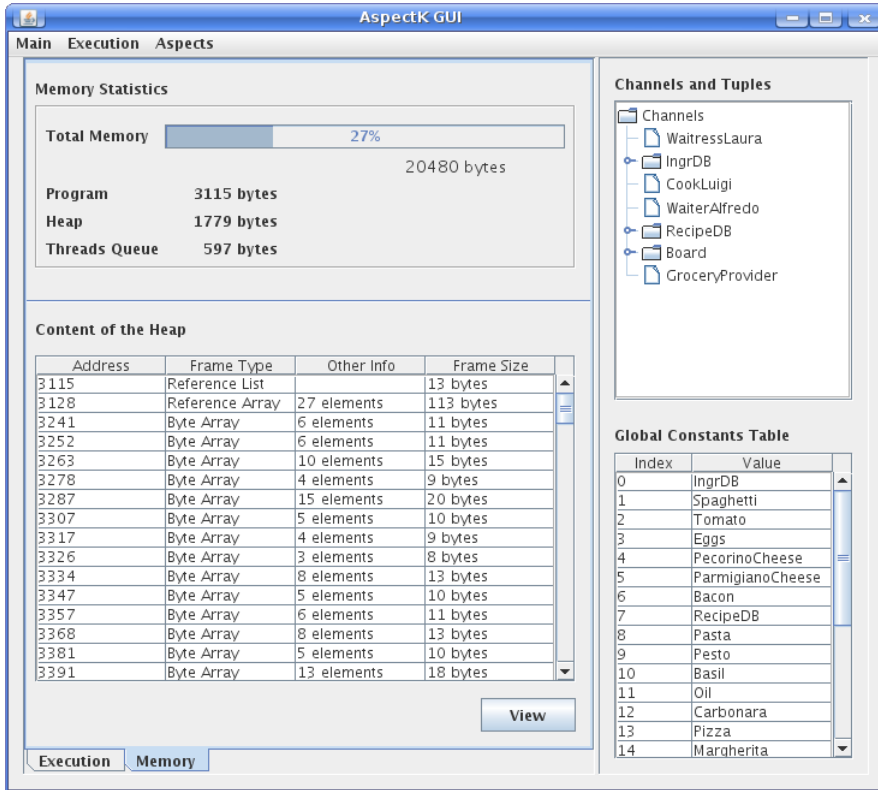 AspectK GUI
Main Execution Aspects
Memory Statistics
Total Memory 27%
20480 bytes
Program 3115 bytes
Heap 1779 bytes
Threads Queue 597 bytes
Content of the Heap
Address Frame Type Other Info Frame Size
3115 Reference List 13 bytes
3128 Reference Array 27 elements 113 bytes
3241 Byte Array 6 elements 11 bytes
3252 Byte Array 6 elements 11 bytes
3263 Byte Array 10 elements 15 bytes
3278 Byte Array 4 elements 9 bytes
3287 Byte Array 15 elements 20 bytes
3307 Byte Array 5 elements 10 bytes
3317 Byte Array 4 elements 9 bytes
3326 Byte Array 3 elements 8 bytes
3334 Byte Array 8 elements 13 bytes
3347 Byte Array 5 elements 10 bytes
3357 Byte Array 6 elements 11 bytes
3368 Byte Array 8 elements 13 bytes
3381 Byte Array 5 elements 10 bytes
3391 Byte Array 13 elements 18 bytes
View
Execution Memory
Channels and Tuples
Channels
WaitressLaura
IngrDB
CookLuigi
WaiterAlfredo
RecipeDB
Board
GroceryProvider
Global Constants Table
Index Value
0 IngrDB
1 Spaghetti
2 Tomato
3 Eggs
4 PecorinoCheese
5 ParmigianoCheese
6 Bacon
7 RecipeDB
8 Pasta
9 Pesto
10 Basil
11 Oil
12 Carbonara
13 Pizza
14 Margherita